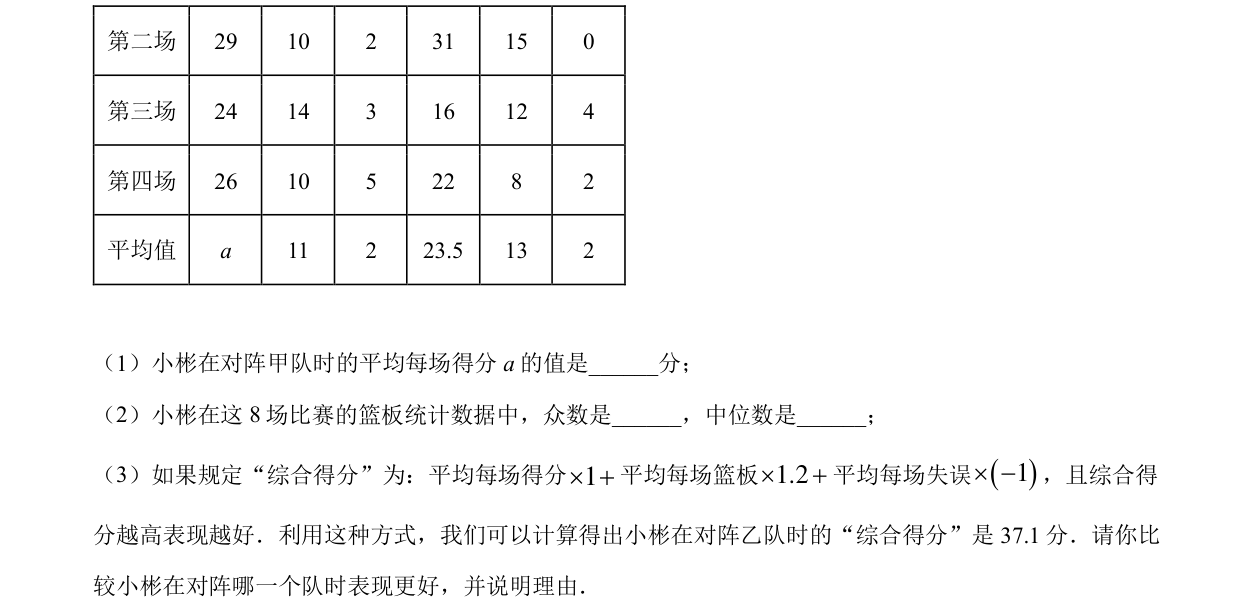 第二场 29 10 2 31 15 0
第三场 24 14 3 16 12 4
第四场 26 10 5 22 8 2
平均值 a 11 2 23.5 13 2
（1）小彬在对阵甲队时的平均每场得分 a 的值是______分；
（2）小彬在这 8 场比赛的篮板统计数据中，众数是______，中位数是______；
（3）如果规定“综合得分”为：平均每场得分×1+平均每场篮板×1.2+平均每场失误×(−1)，且综合得
分越高表现越好．利用这种方式，我们可以计算得出小彬在对阵乙队时的“综合得分”是 37.1 分．请你比
较小彬在对阵哪一个队时表现更好，并说明理由．